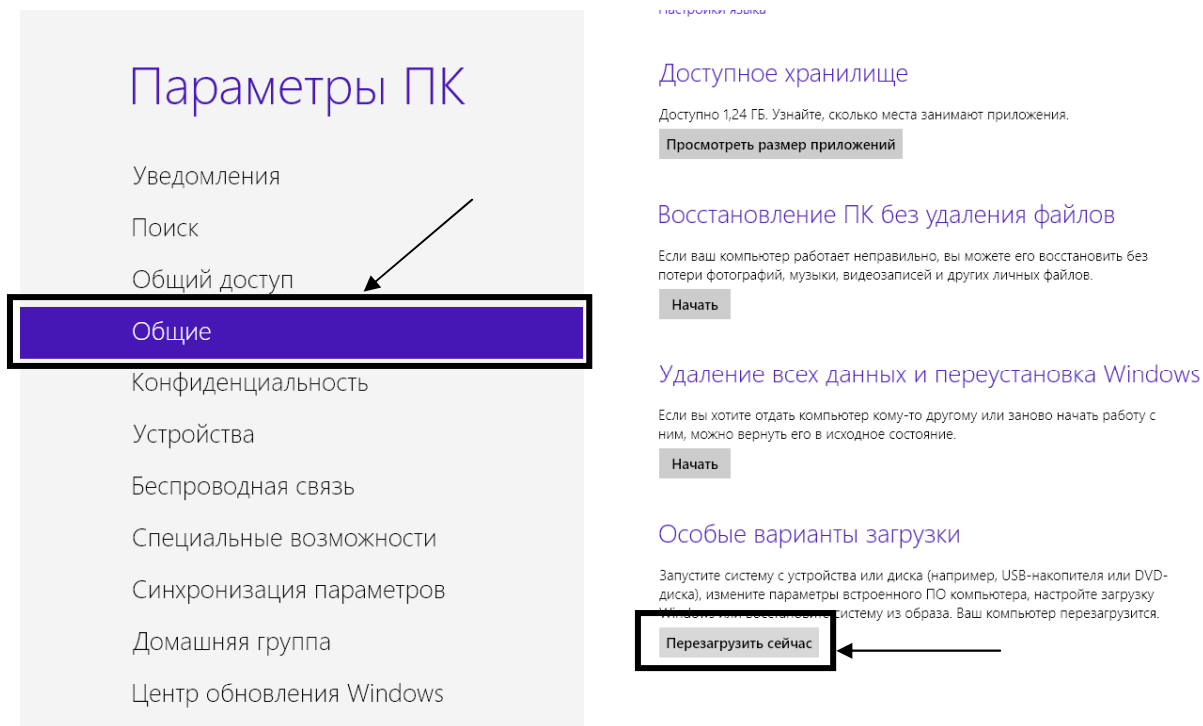 Параметры ПК
Уведомления
Поиск
Общий доступ
Общие
Конфиденциальность
Устройства
Беспроводная связь
Специальные возможности
Синхронизация параметров
Домашняя группа
Центр обновления Windows
Настройки языка
Доступное хранилище
Доступно 1,24 ГБ. Узнайте, сколько места занимают приложения.
Просмотреть размер приложений
Восстановление ПК без удаления файлов
Если ваш компьютер работает неправильно, вы можете его восстановить без
потери фотографий, музыки, видеозаписей и других личных файлов.
Начать
Удаление всех данных и переустановка Windows
Если вы хотите отдать компьютер кому-то другому или заново начать работу с
ним, можно вернуть его в исходное состояние.
Начать
Особые варианты загрузки
Запустите систему с устройства или диска (например, USB-накопителя или DVD-
диска), измените параметры встроенного ПО компьютера, настройте загрузку
Windows или восстановите систему из образа. Ваш компьютер перезагрузится.
Перезагрузить сейчас